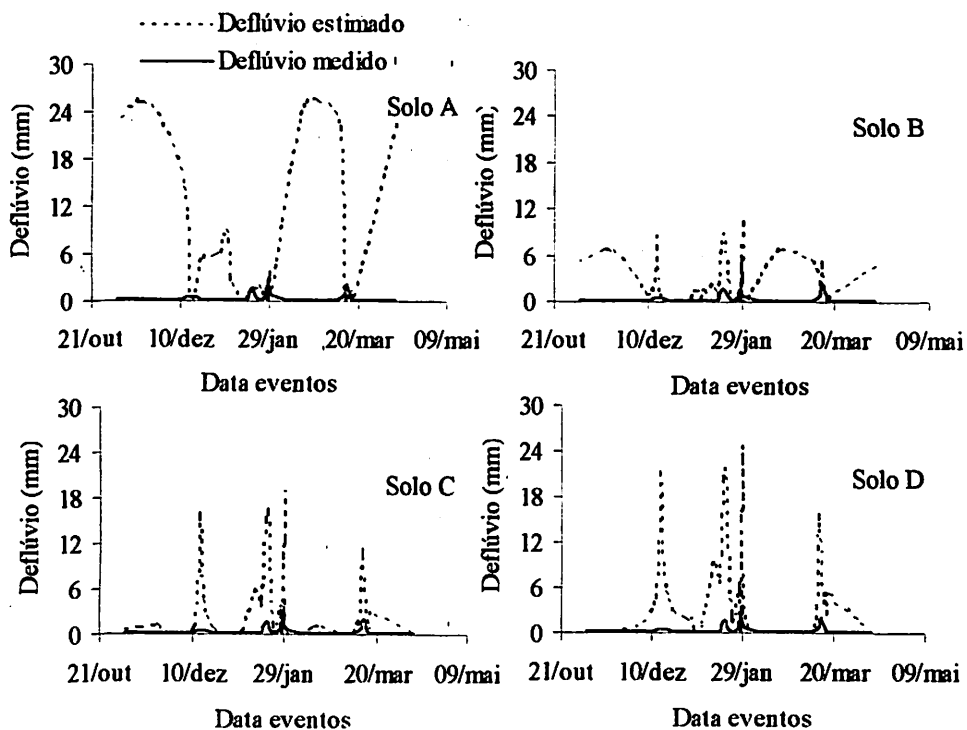 Deflúvio estimado
Deflúvio medido
30
24
18
12
6
0
Deflúvio (mm)
Solo A
21/out 10/dez 29/jan 20/mar 09/mai
Data eventos
30
24
18
12
6
0
Deflúvio (mm)
Solo B
21/out 10/dez 29/jan 20/mar 09/mai
Data eventos
30
24
18
12
6
0
Deflúvio (mm)
Solo C
21/out 10/dez 29/jan 20/mar 09/mai
Data eventos
30
24
18
12
6
0
Deflúvio (mm)
Solo D
21/out 10/dez 29/jan 20/mar 09/mai
Data eventos